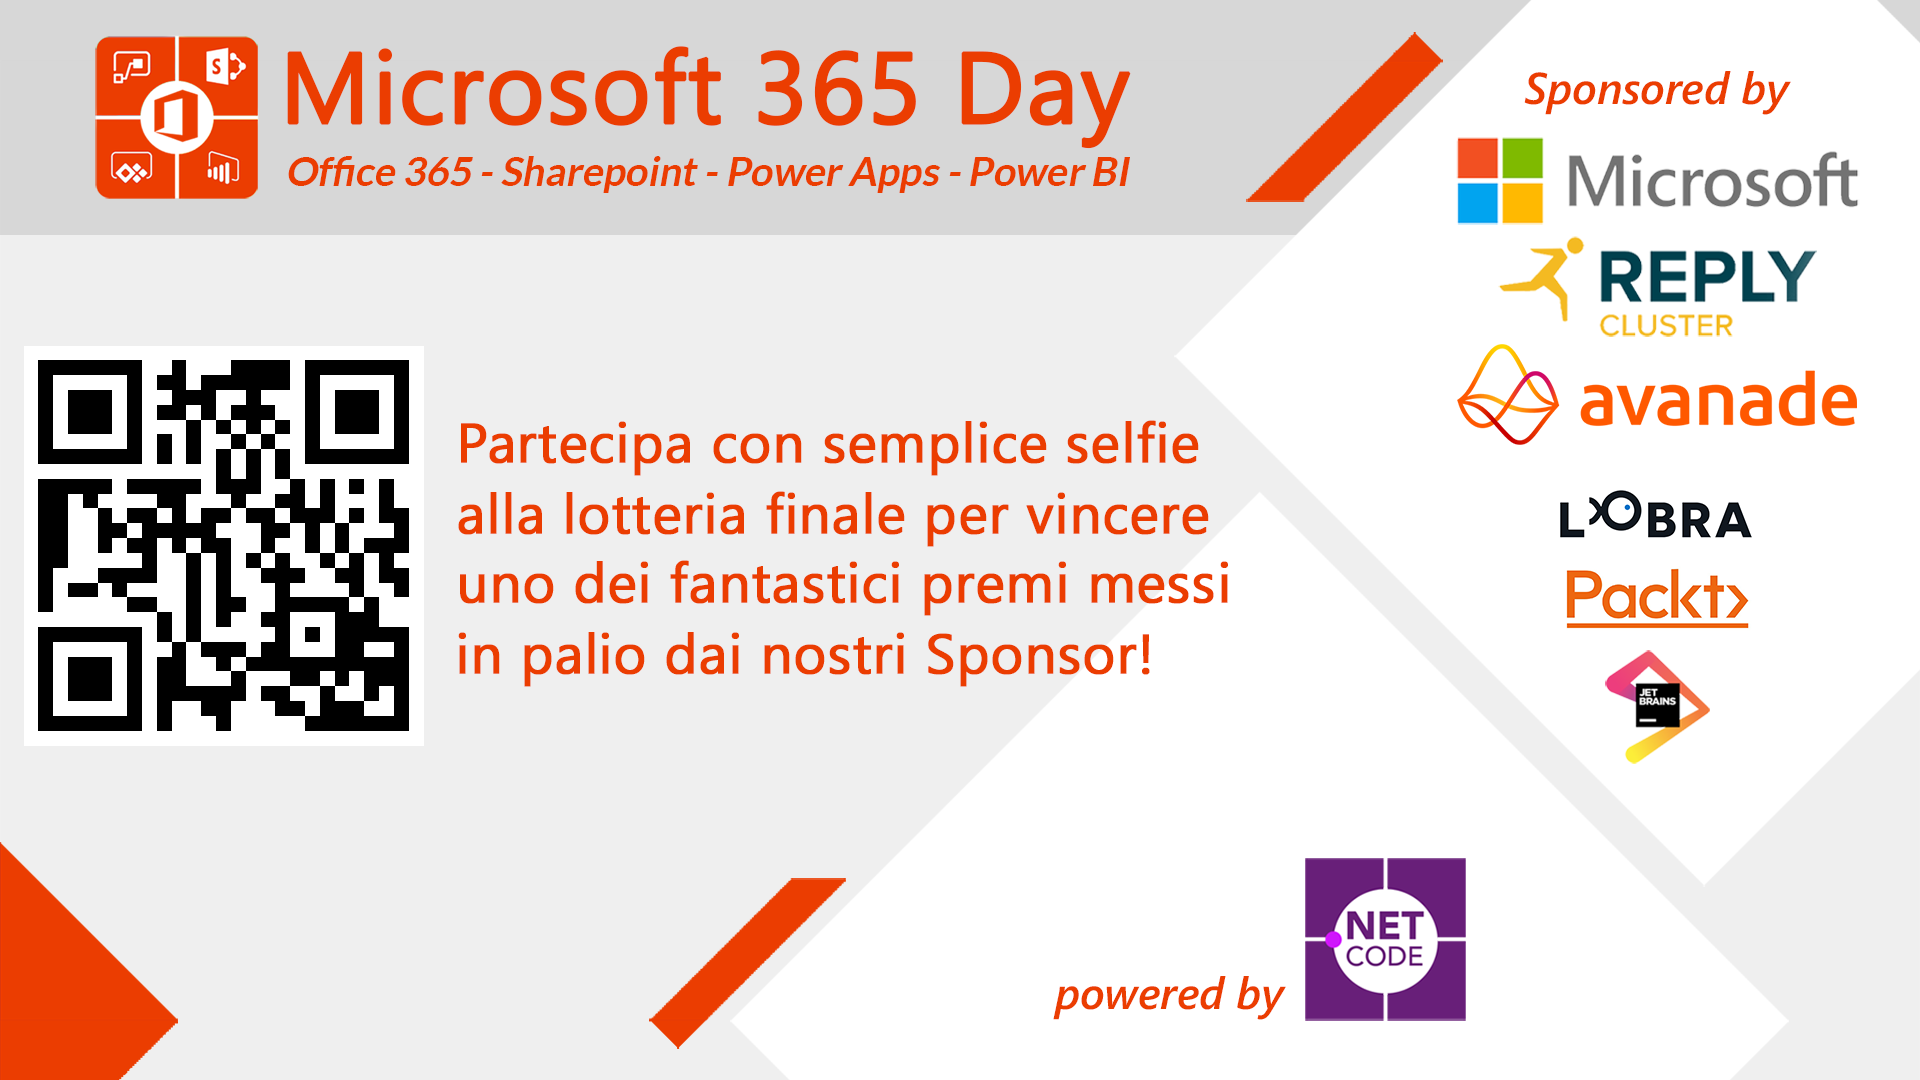 Microsoft 365 Day
Office 365 - Sharepoint - Power Apps - Power BI
Sponsored by
Microsoft
REPLY
CLUSTER
avanade
LOBRA
Packt>
JET
BRAINS
Partecipa con semplice selfie
alla lotteria finale per vincere
uno dei fantastici premi messi
in palio dai nostri Sponsor!
powered by
NET
CODE